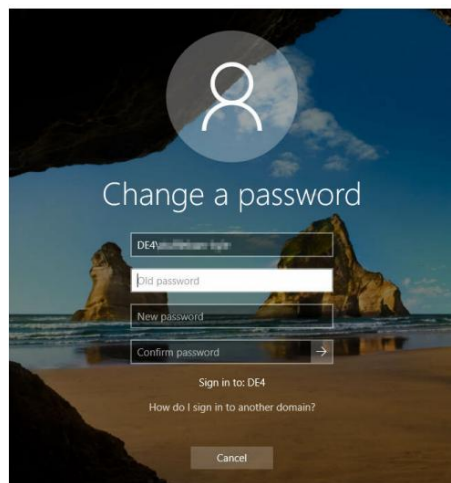 Change a password
DE4\
Old password
New password
Confirm password
Sign in to: DE4
How do I sign in to another domain?
Cancel